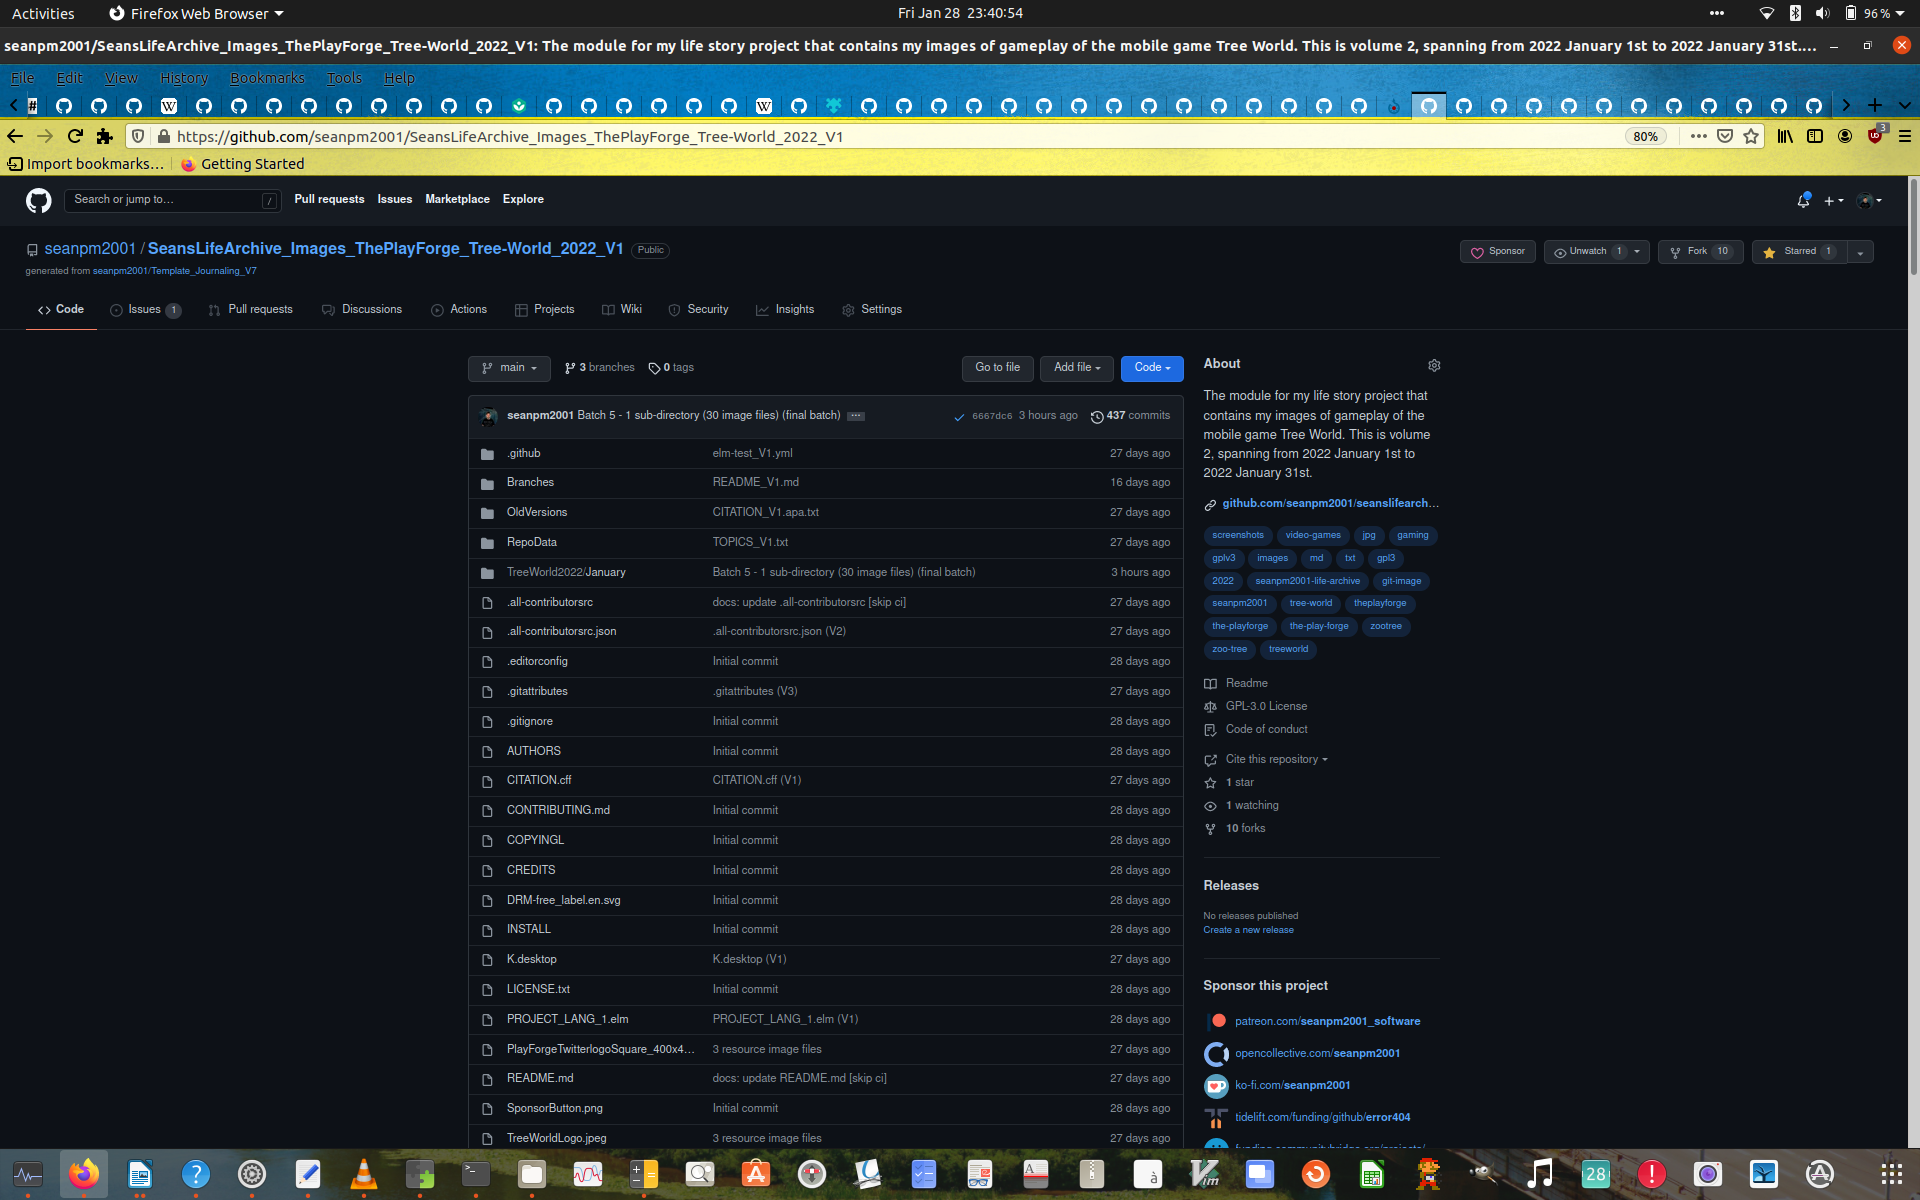 Activities
Firefox Web Browser
Fri Jan 28 23:40:54
96 %
seanpm2001/SeansLifeArchive_Images_ThePlayForge_Tree-World_2022_V1: The module for my life story project that contains my images of gameplay of the mobile game Tree World. This is volume 2, spanning from 2022 January 1st to 2022 January 31st....
File Edit View History Bookmarks Tools Help
https://github.com/seanpm2001/SeansLifeArchive_Images_ThePlayForge_Tree-World_2022_V1
80%
3
Import bookmarks...
Getting Started
Search or jump to...
/
Pull requests Issues Marketplace Explore
seanpm2001 / SeansLifeArchive_Images_ThePlayForge_Tree-World_2022_V1 Public
generated from seanpm2001/Template_Journaling_V7
Sponsor
Unwatch 1
Fork 10
Starred 1
Code
Issues 1
Pull requests
Discussions
Actions
Projects
Wiki
Security
Insights
Settings
main
3 branches
0 tags
Go to file
Add file
Code
seanpm2001 Batch 5 - 1 sub-directory (30 image files) (final batch) 6667dc6 3 hours ago 437 commits
.github elm-test_V1.yml 27 days ago
Branches README_V1.md 16 days ago
OldVersions CITATION_V1.apa.txt 27 days ago
RepoData TOPICS_V1.txt 27 days ago
TreeWorld2022/January Batch 5 - 1 sub-directory (30 image files) (final batch) 3 hours ago
.all-contributorsrc docs: update .all-contributorsrc [skip ci] 27 days ago
.all-contributorsrc.json .all-contributorsrc.json (V2) 27 days ago
.editorconfig Initial commit 28 days ago
.gitattributes .gitattributes (V3) 27 days ago
.gitignore Initial commit 28 days ago
AUTHORS Initial commit 28 days ago
CITATION.cff CITATION.cff (V1) 27 days ago
CONTRIBUTING.md Initial commit 28 days ago
COPYINGL Initial commit 28 days ago
CREDITS Initial commit 28 days ago
DRM-free_label.en.svg Initial commit 28 days ago
INSTALL Initial commit 28 days ago
K.desktop K.desktop (V1) 27 days ago
LICENSE.txt Initial commit 28 days ago
PROJECT_LANG_1.elm PROJECT_LANG_1.elm (V1) 28 days ago
PlayForgeTwitterlogoSquare_400x4... 3 resource image files 27 days ago
README.md docs: update README.md [skip ci] 27 days ago
SponsorButton.png Initial commit 28 days ago
TreeWorldLogo.jpeg 3 resource image files 27 days ago
About
The module for my life story project that
contains my images of gameplay of the
mobile game Tree World. This is volume
2, spanning from 2022 January 1st to
2022 January 31st.
github.com/seanpm2001/seanslifearch...
screenshots video-games jpg gaming
gplv3 images md txt gpl3
2022 seanpm2001-life-archive git-image
seanpm2001 tree-world theplayforge
the-playforge the-play-forge zootree
zoo-tree treeworld
Readme
GPL-3.0 License
Code of conduct
Cite this repository
1 star
1 watching
10 forks
Releases
No releases published
Create a new release
Sponsor this project
patreon.com/seanpm2001_software
opencollective.com/seanpm2001
ko-fi.com/seanpm2001
tidelift.com/funding/github/error404
28